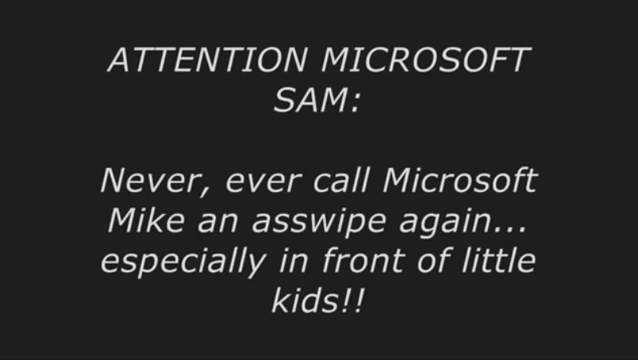 ATTENTION MICROSOFT
SAM:
Never, ever call Microsoft
Mike an asswipe again...
especially in front of little
kids!!